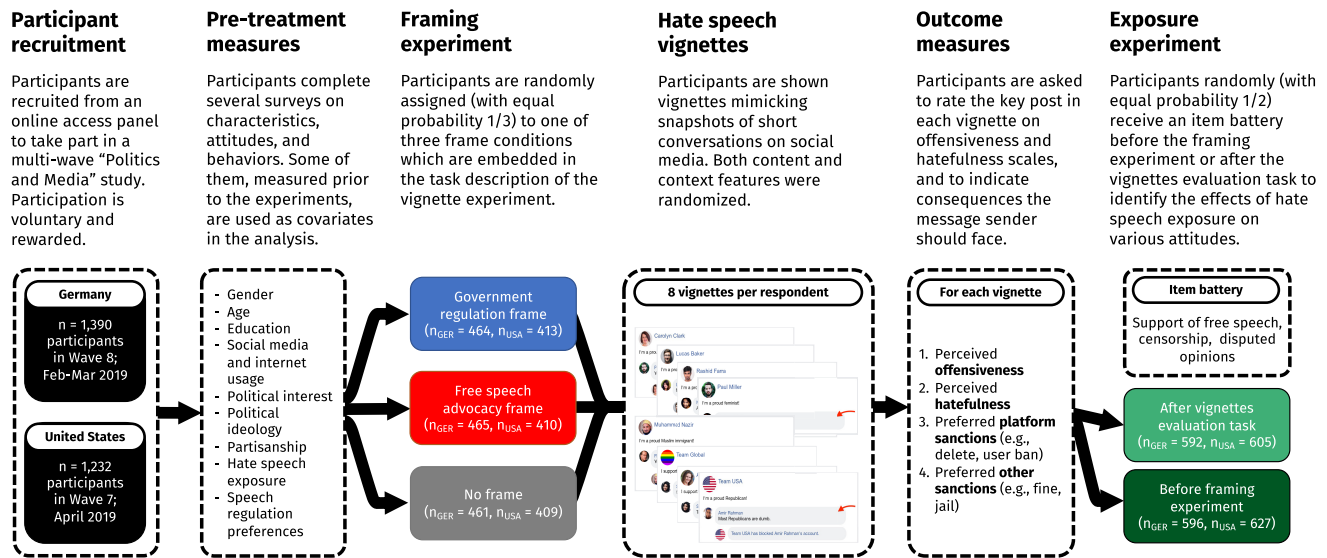 Participant
recruitment
Participants are
recruited from an
online access panel
to take part in a
multi-wave “Politics
and Media” study.
Participation is
voluntary and
rewarded.
Germany
n = 1,390
participants
in Wave 8;
Feb-Mar 2019
United States
n = 1,232
participants
in Wave 7;
April 2019
Pre-treatment
measures
Participants complete
several surveys on
characteristics,
attitudes, and
behaviors. Some of
them, measured prior
to the experiments,
are used as covariates
in the analysis.
- Gender
- Age
- Education
- Social media
and internet
usage
- Political interest
- Political
ideology
- Partisanship
- Hate speech
exposure
- Speech
regulation
preferences
Framing
experiment
Participants are randomly
assigned (with equal
probability 1/3) to one of
three frame conditions
which are embedded in
the task description of the
vignette experiment.
Government
regulation frame
(nGER = 464, nUSA = 413)
Free speech
advocacy frame
(nGER = 465, nUSA = 410)
No frame
(nGER = 461, nUSA = 409)
Hate speech
vignettes
Participants are shown
vignettes mimicking
snapshots of short
conversations on social
media. Both content and
context features were
randomized.
8 vignettes per respondent
Carolyn Clark
I'm a pro
Lucas Baker
I'm a pro
Rashid Fams
I'm a pr
Paul Miller
I'm a proud feminist!
Muhammad Nazir
I'm a proud Muslim immigrant!
Team Global
I support
Team USA
I'm a proud Republican!
Amir Rahman
Most Republicans are dumb.
Team USA has blocked Amir Rahman's account.
Outcome
measures
Participants are asked
to rate the key post in
each vignette on
offensiveness and
hatefulness scales,
and to indicate
consequences the
message sender
should face.
For each vignette
1. Perceived
offensiveness
2. Perceived
hatefulness
3. Preferred platform
sanctions (e.g.,
delete, user ban)
4. Preferred other
sanctions (e.g., fine,
jail)
Exposure
experiment
Participants randomly (with
equal probability 1/2)
receive an item battery
before the framing
experiment or after the
vignettes evaluation task to
identify the effects of hate
speech exposure on
various attitudes.
Item battery
Support of free speech,
censorship, disputed
opinions
After vignettes
evaluation task
(nGER = 592, nUSA = 605)
Before framing
experiment
(nGER = 596, nUSA = 627)